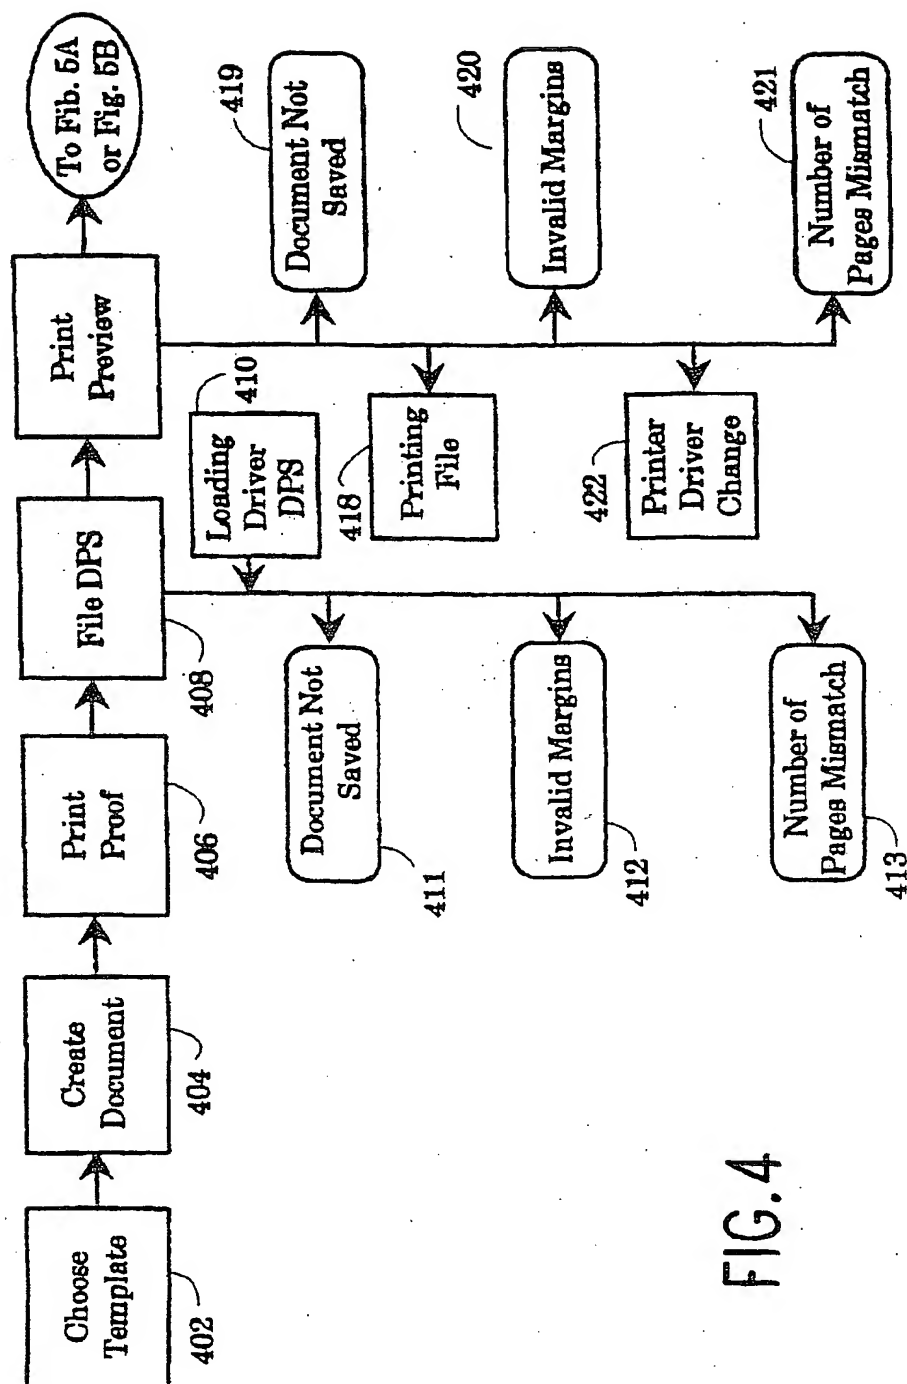 Choose
Template
402
Create
Document
404
Print
Proof
406
File DPS
408
Print
Preview
To Fib. 5A
or Fig. 5B
Loading
Driver
DPS
410
Document Not
Saved
411
Invalid Margins
412
Number of
Pages Mismatch
413
Printing
File
418
Printer
Driver
Change
422
Document Not
Saved
419
Invalid Margins
420
Number of
Pages Mismatch
421
FIG.4